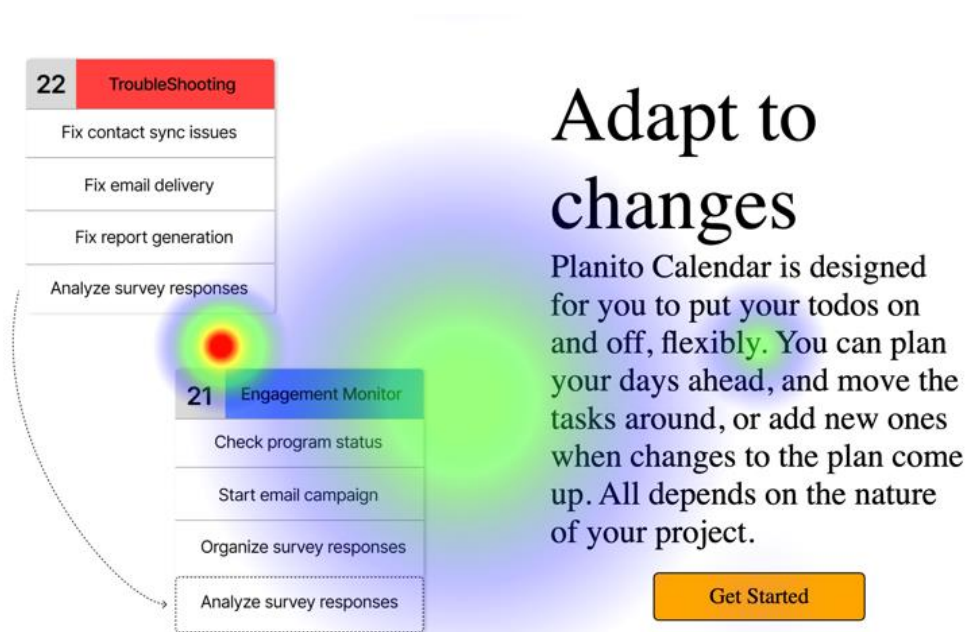 22 TroubleShooting
Fix contact sync issues
Fix email delivery
Fix report generation
Analyze survey responses
21 Engagement Monitor
Check program status
Start email campaign
Organize survey responses
Analyze survey responses
Adapt to
changes
Planito Calendar is designed
for you to put your todos on
and off, flexibly. You can plan
your days ahead, and move the
tasks around, or add new ones
when changes to the plan come
up. All depends on the nature
of your project.
Get Started